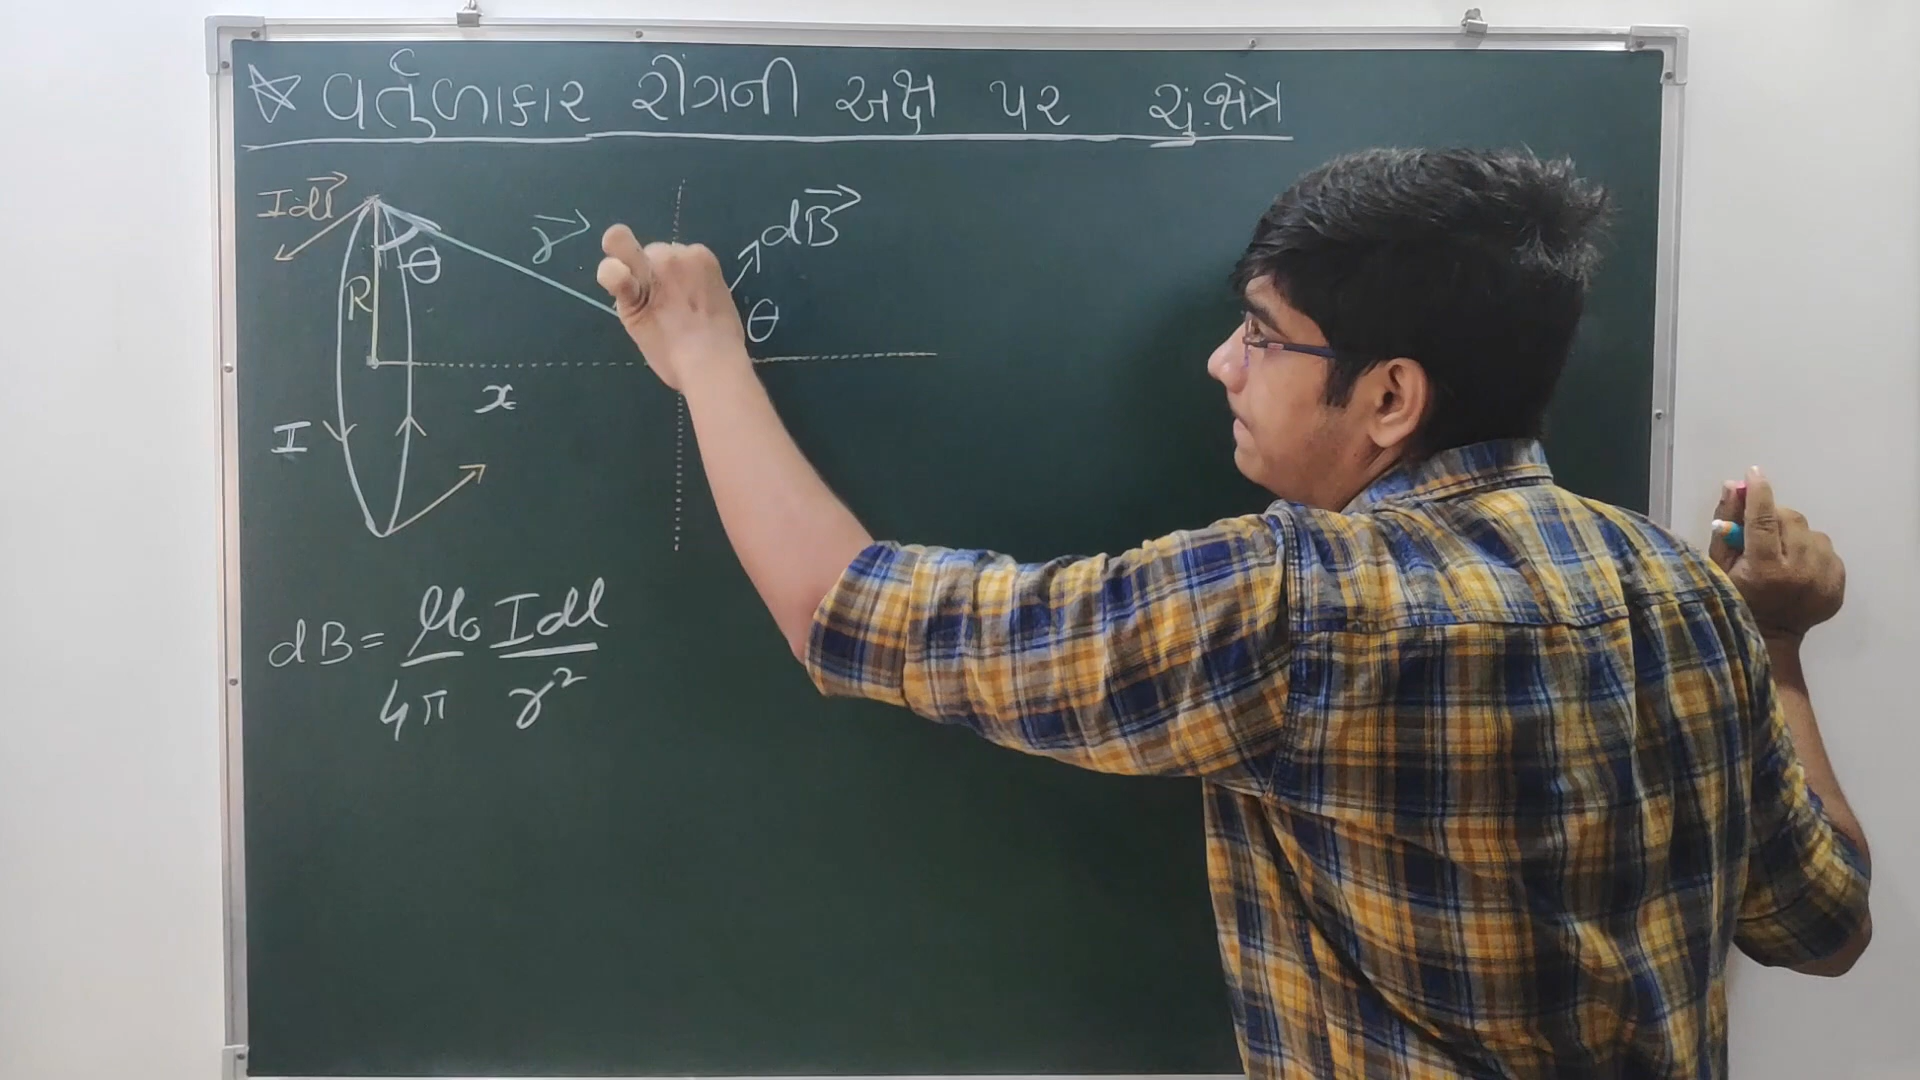 ☆ વર્તુળાકાર રીંગની અક્ષ પર ચું.ક્ષેત્ર
Idl⃗
r⃗
dB⃗
θ
R
θ
x
I
dB = μ₀/4π Idl/r²